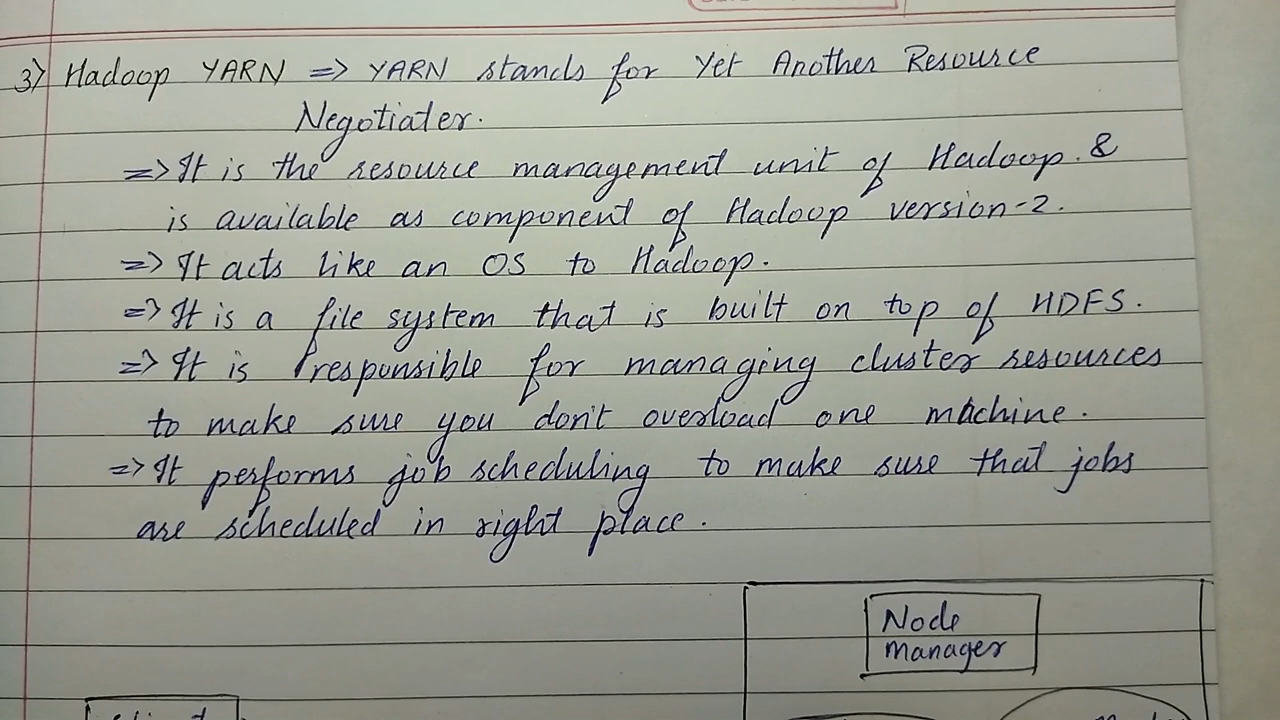 3) Hadoop YARN => YARN stands for Yet Another Resource
Negotiater.
=> It is the resource management unit of Hadoop. &
is available as component of Hadoop version-2.
=> It acts like an OS to Hadoop.
=> It is a file system that is built on top of HDFS.
=> It is responsible for managing cluster resources
to make sure you don't overload one machine.
=> It performs job scheduling to make sure that jobs
are scheduled in right place.
Node
manager